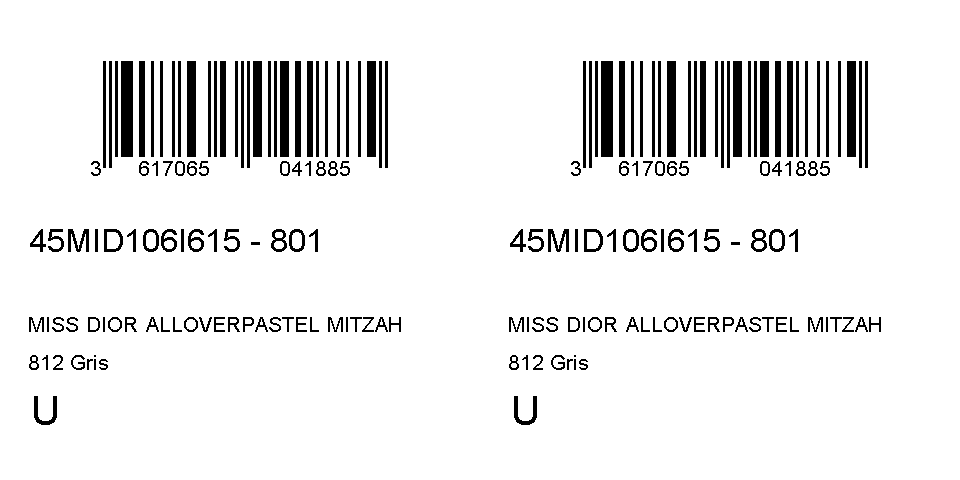 3 617065 041885
45MID106I615 - 801
MISS DIOR ALLOVERPASTEL MITZAH
812 Gris
U
3 617065 041885
45MID106I615 - 801
MISS DIOR ALLOVERPASTEL MITZAH
812 Gris
U